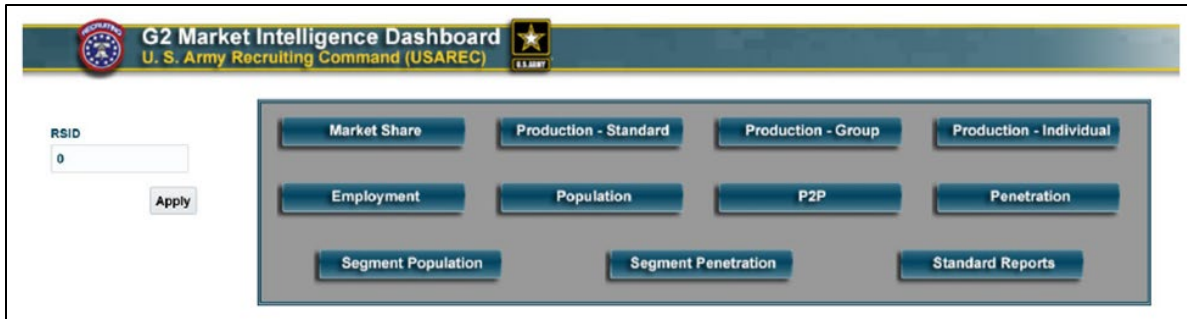 RECRUITING
G2 Market Intelligence Dashboard
U. S. Army Recruiting Command (USAREC)
U.S.ARMY
RSID
0
Apply
Market Share
Production - Standard
Production - Group
Production - Individual
Employment
Population
P2P
Penetration
Segment Population
Segment Penetration
Standard Reports